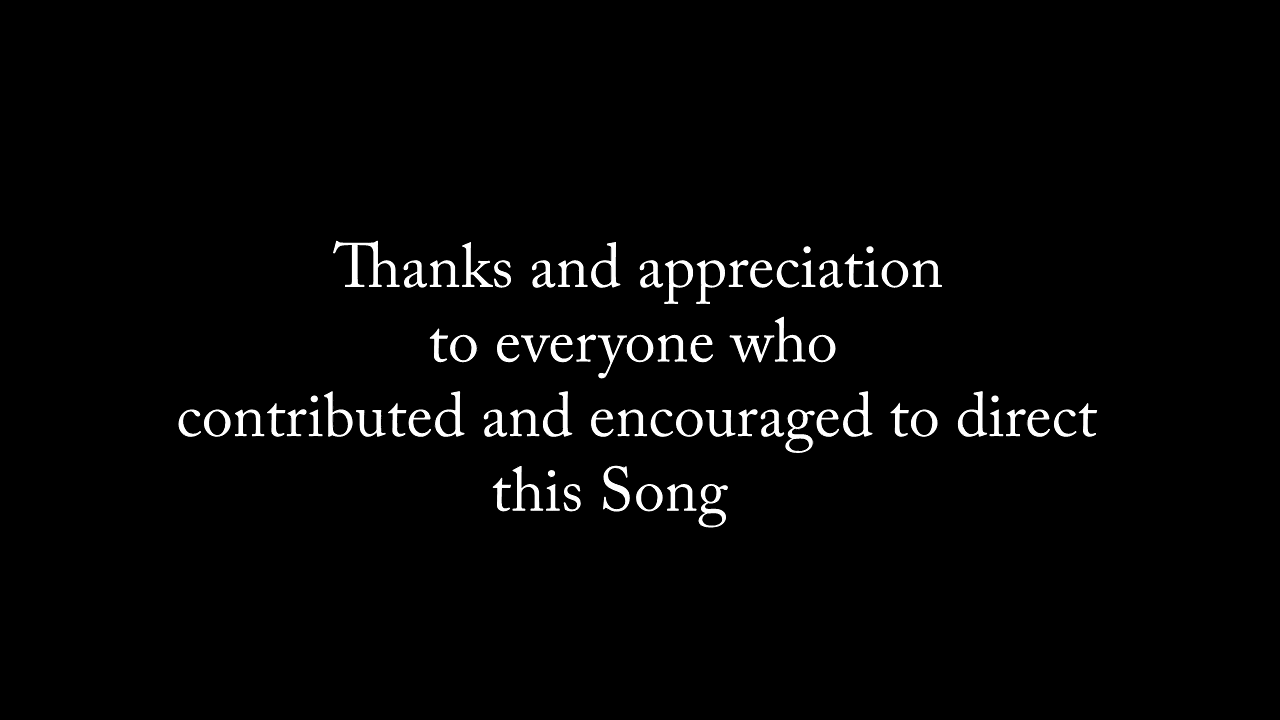 Thanks and appreciation
to everyone who
contributed and encouraged to direct
this Song